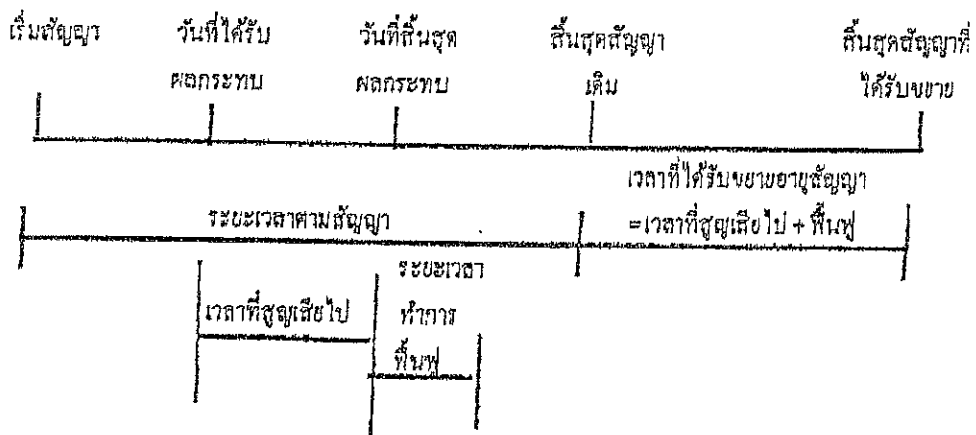 เริ่มสัญญา
วันที่ได้รับ
ผลกระทบ
วันที่สิ้นสุด
ผลกระทบ
สิ้นสุดสัญญา
เดิม
สิ้นสุดสัญญาที่
ได้รับขยาย
เวลาที่ได้รับขยายอายุสัญญา
=เวลาที่สูญเสียไป + ฟื้นฟู
ระยะเวลาตามสัญญา
เวลาที่สูญเสียไป
ระยะเวลา
ทำการ
ฟื้นฟู